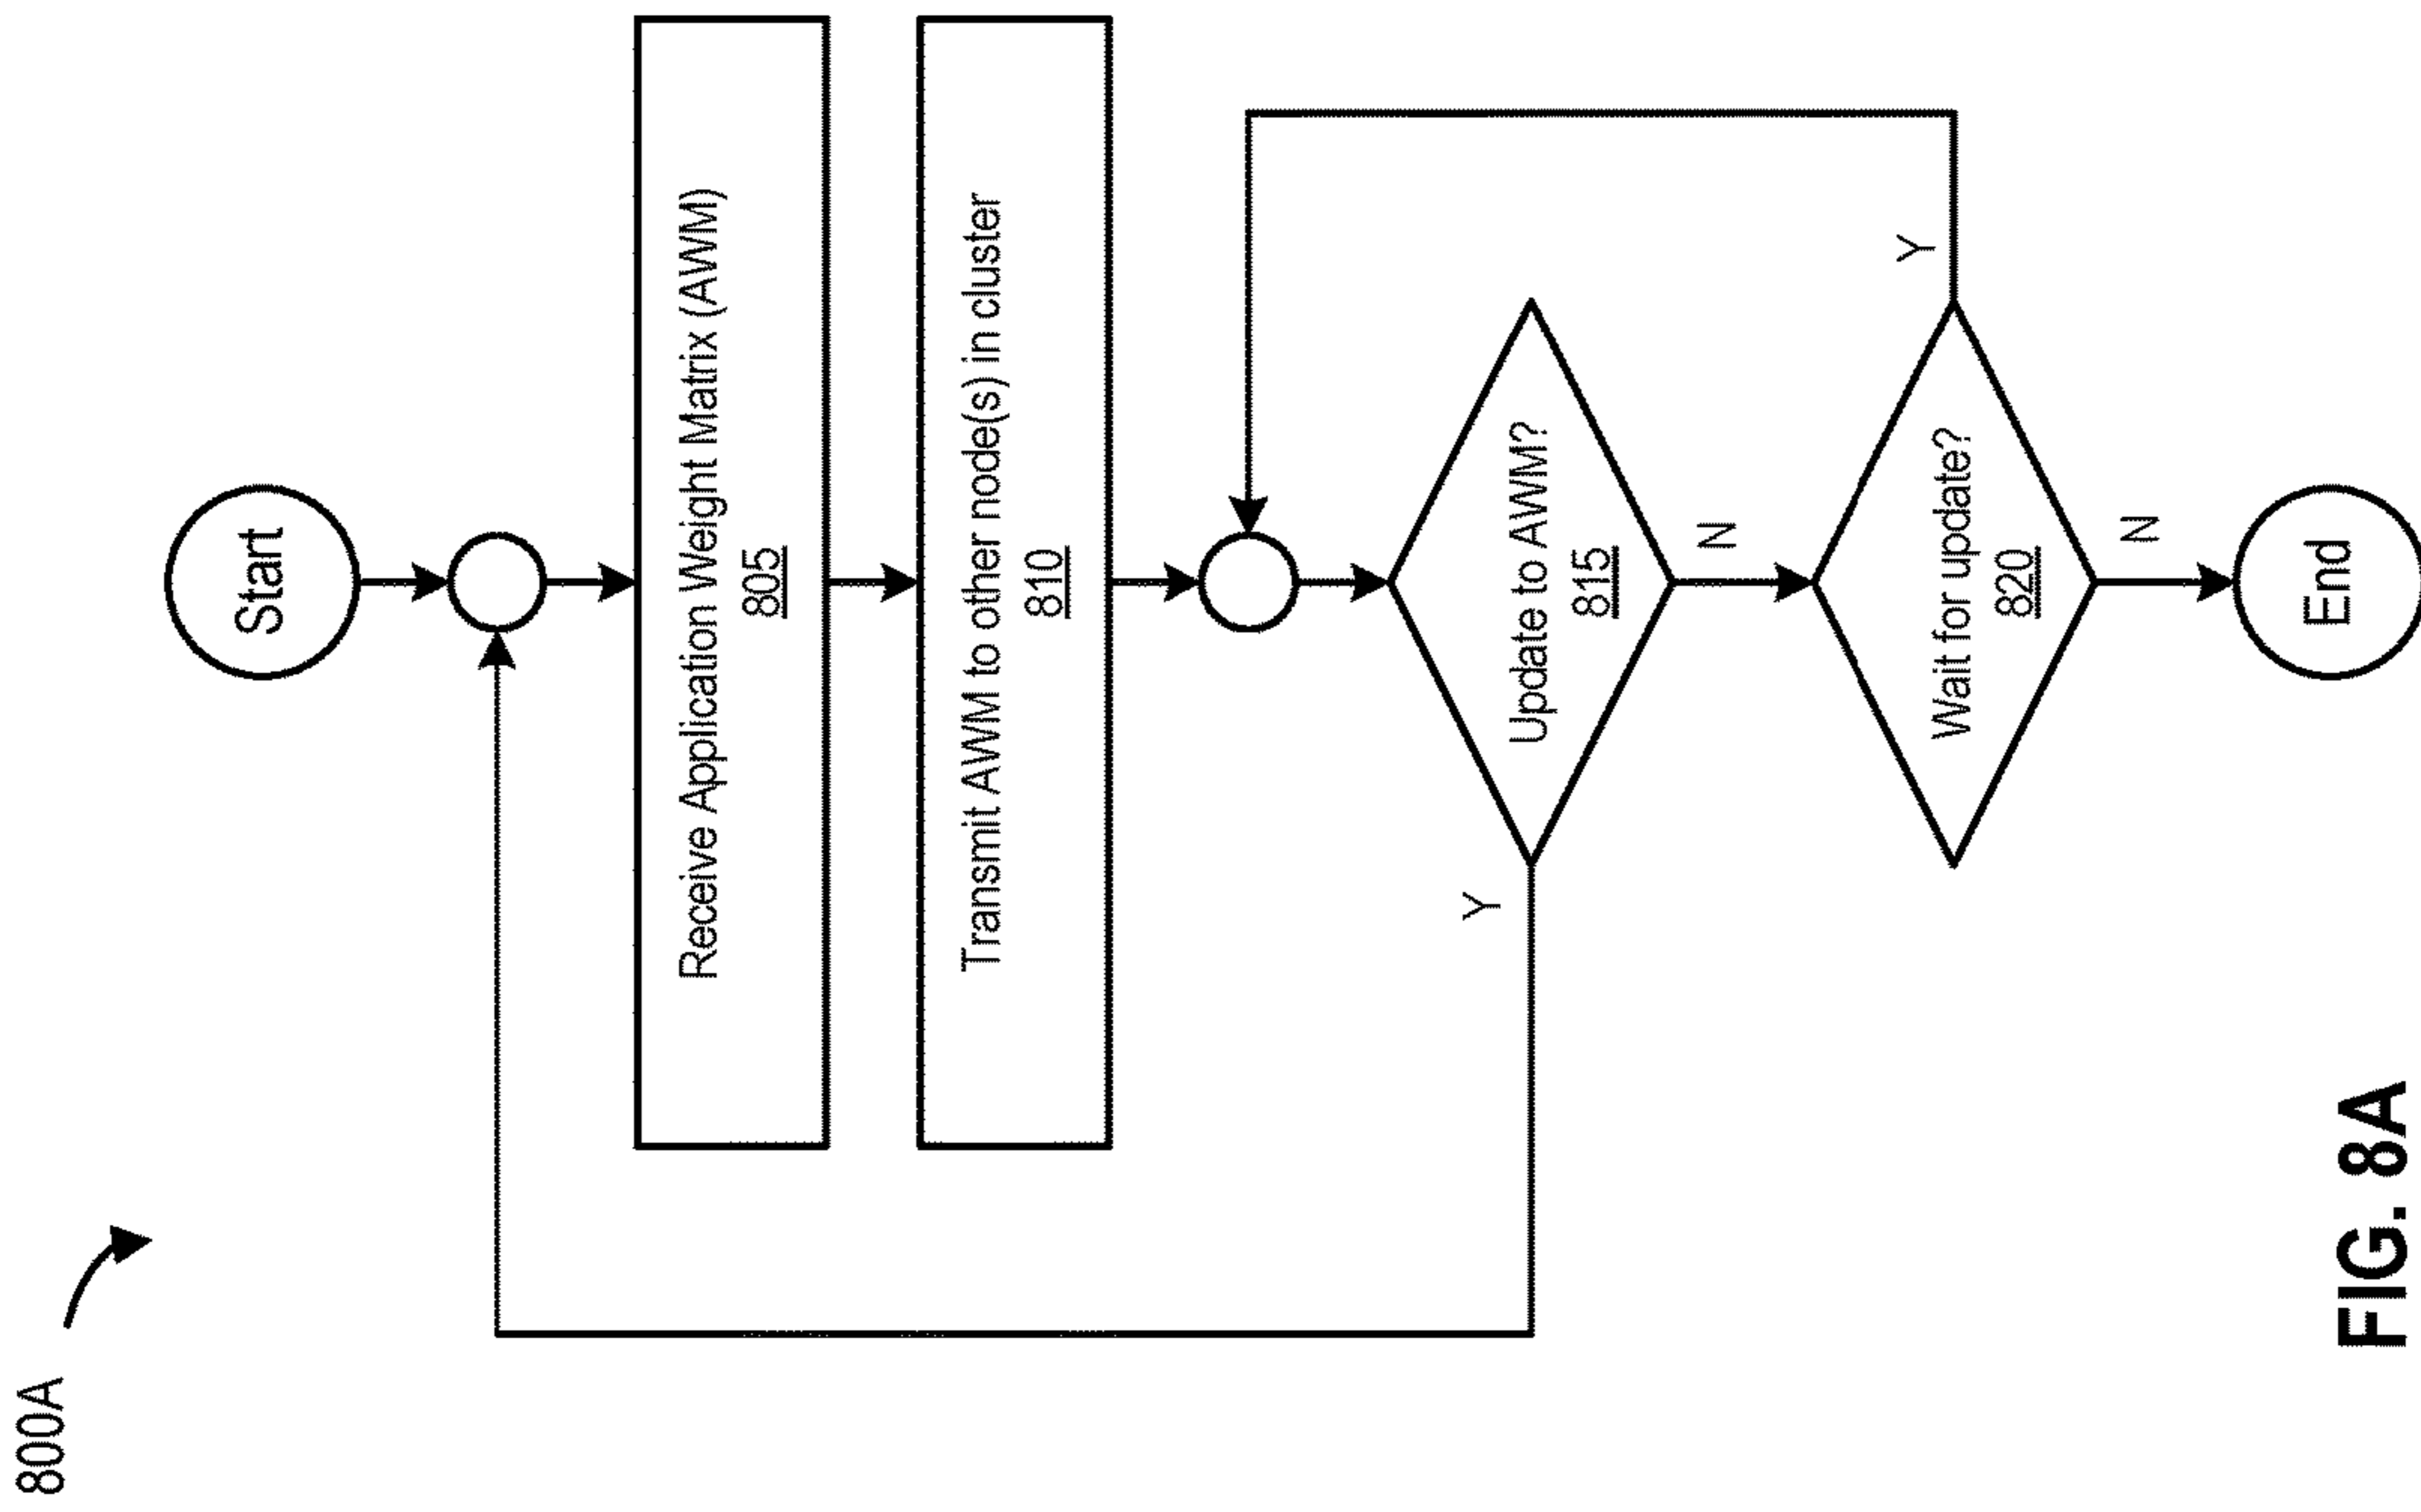 800A
Start
Receive Application Weight Matrix (AWM)
805
Transmit AWM to other node(s) in cluster
810
Update to AWM?
815
Y
N
Wait for update?
820
Y
N
End
FIG. 8A